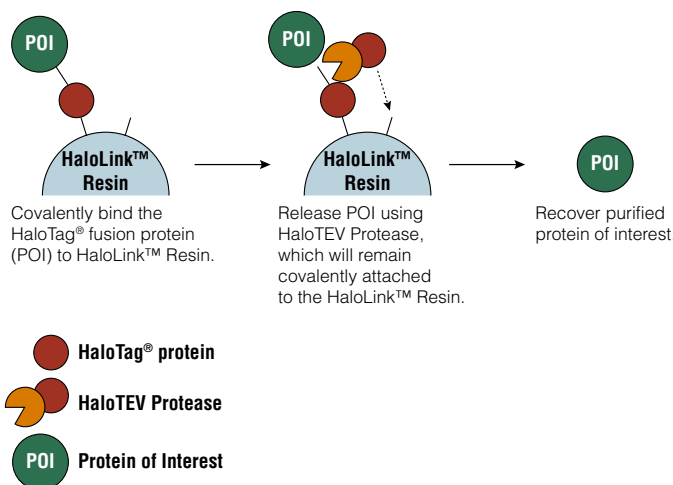 POI
HaloLink™
Resin
Covalently bind the
HaloTag® fusion protein
(POI) to HaloLink™ Resin.
POI
HaloLink™
Resin
Release POI using
HaloTEV Protease,
which will remain
covalently attached
to the HaloLink™ Resin.
POI
Recover purified
protein of interest
HaloTag® protein
HaloTEV Protease
POI Protein of Interest